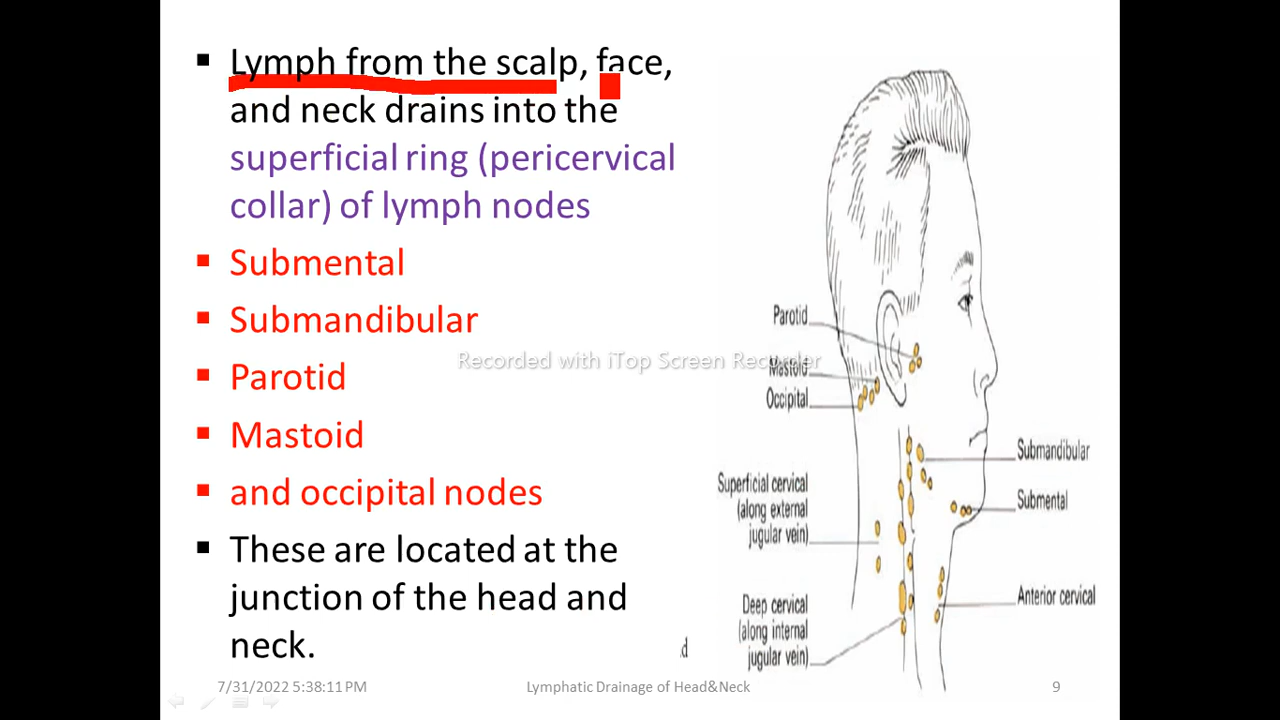 ▪ Lymph from the scalp, face,
and neck drains into the
superficial ring (pericervical
collar) of lymph nodes
▪ Submental
▪ Submandibular
▪ Parotid
▪ Mastoid
▪ and occipital nodes
▪ These are located at the
junction of the head and
neck.
Parotid
Mastoid
Occipital
Superficial cervical
(along external
jugular vein)
Deep cervical
(along internal
jugular vein)
Submandibular
Submental
Anterior cervical
d
Recorded with iTop Screen Recorder
7/31/2022 5:38:11 PM
Lymphatic Drainage of Head&Neck
9